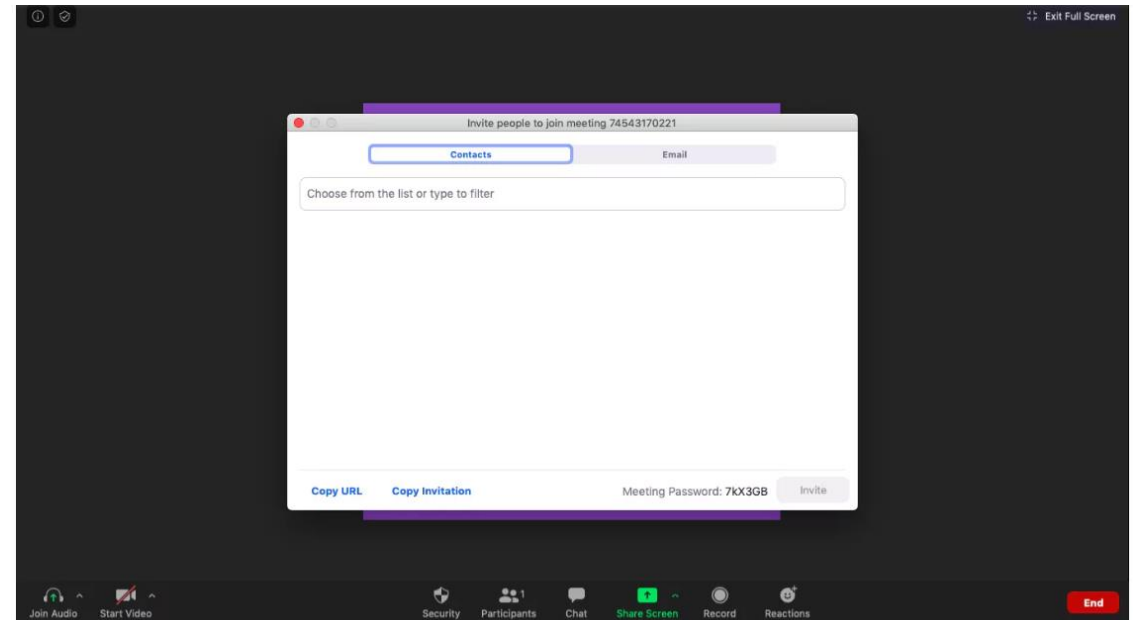 Exit Full Screen
Invite people to join meeting 74543170221
Contacts Email
Choose from the list or type to filter
Copy URL Copy Invitation Meeting Password: 7kX3GB Invite
1
Join Audio Start Video Security Participants Chat Share Screen Record Reactions End